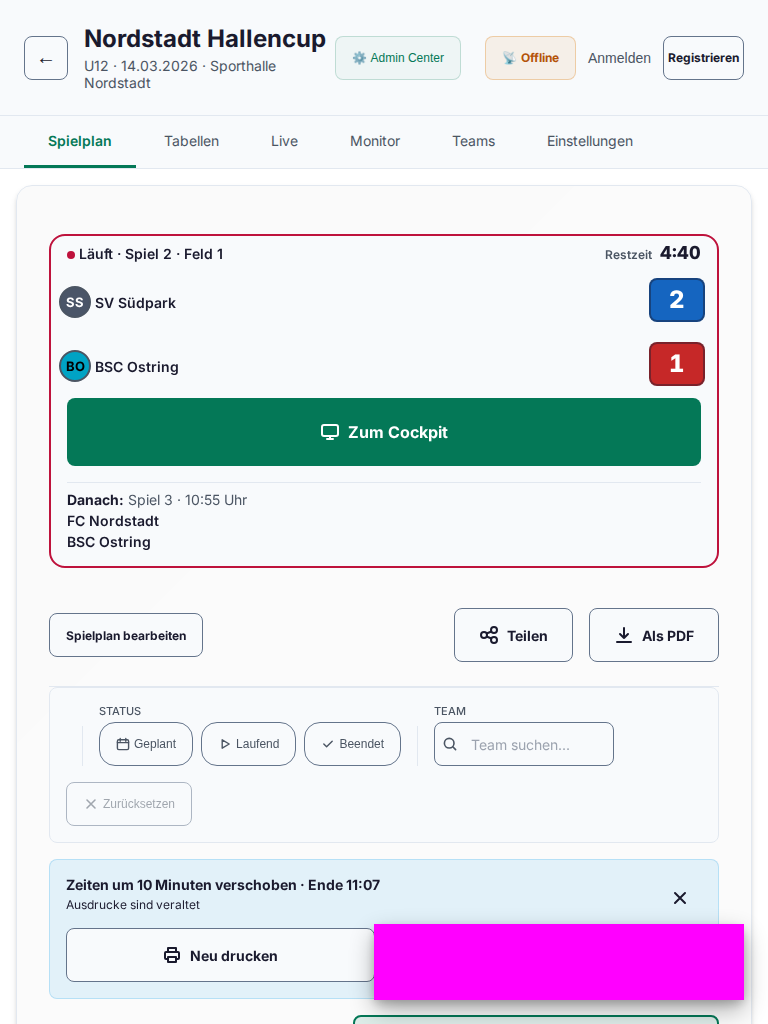 ←
Nordstadt Hallencup
U12 · 14.03.2026 · Sporthalle
Nordstadt
Admin Center
Offline
Anmelden
Registrieren
Spielplan
Tabellen
Live
Monitor
Teams
Einstellungen
Läuft · Spiel 2 · Feld 1
Restzeit 4:40
SS SV Südpark
2
BO BSC Ostring
1
Zum Cockpit
Danach: Spiel 3 · 10:55 Uhr
FC Nordstadt
BSC Ostring
Spielplan bearbeiten
Teilen
Als PDF
STATUS
Geplant
Laufend
Beendet
TEAM
Team suchen...
Zurücksetzen
Zeiten um 10 Minuten verschoben · Ende 11:07
Ausdrucke sind veraltet
Neu drucken